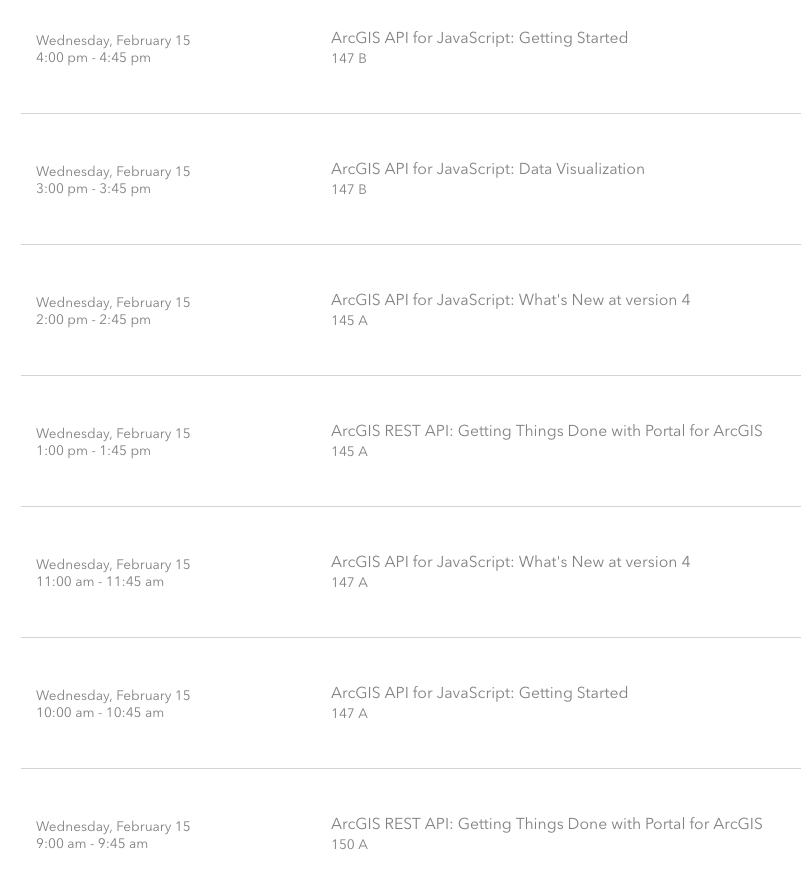 Wednesday, February 15
4:00 pm - 4:45 pm
ArcGIS API for JavaScript: Getting Started
147 B
Wednesday, February 15
3:00 pm - 3:45 pm
ArcGIS API for JavaScript: Data Visualization
147 B
Wednesday, February 15
2:00 pm - 2:45 pm
ArcGIS API for JavaScript: What's New at version 4
145 A
Wednesday, February 15
1:00 pm - 1:45 pm
ArcGIS REST API: Getting Things Done with Portal for ArcGIS
145 A
Wednesday, February 15
11:00 am - 11:45 am
ArcGIS API for JavaScript: What's New at version 4
147 A
Wednesday, February 15
10:00 am - 10:45 am
ArcGIS API for JavaScript: Getting Started
147 A
Wednesday, February 15
9:00 am - 9:45 am
ArcGIS REST API: Getting Things Done with Portal for ArcGIS
150 A